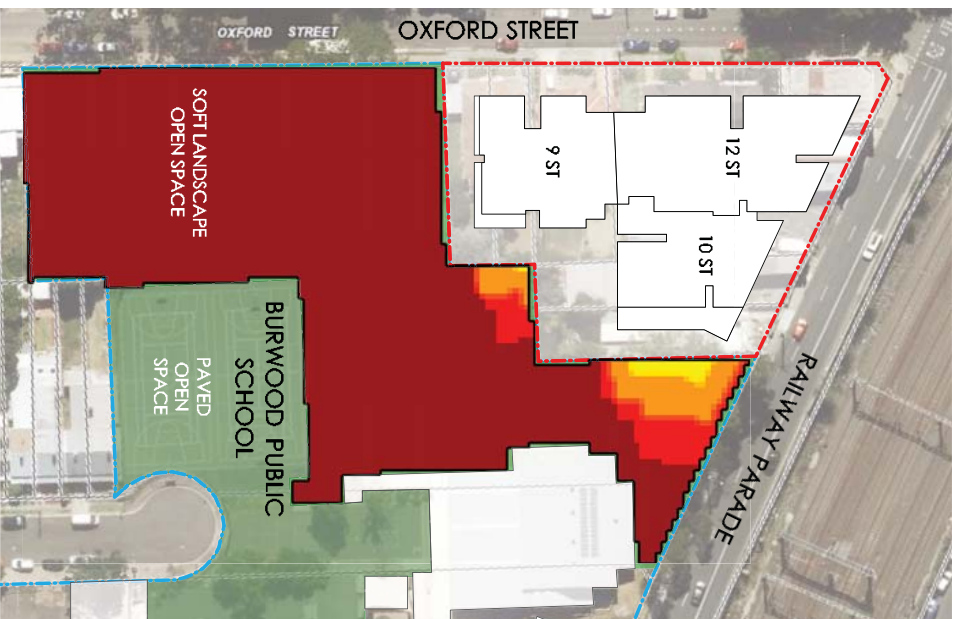 OXFORD STREET
OXFORD STREET
SOFT LANDSCAPE
OPEN SPACE
9 ST
12 ST
10 ST
BURWOOD PUBLIC
SCHOOL
PAVED
OPEN
SPACE
RAILWAY PARADE